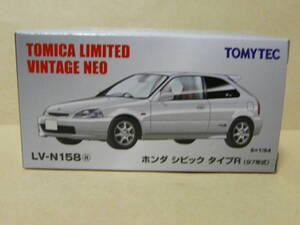 TOMICA LIMITED
VINTAGE NEO
TOMYTEC
LV-N158ⓐ
ホンダ シビック タイプR (97年式)
S=1/64